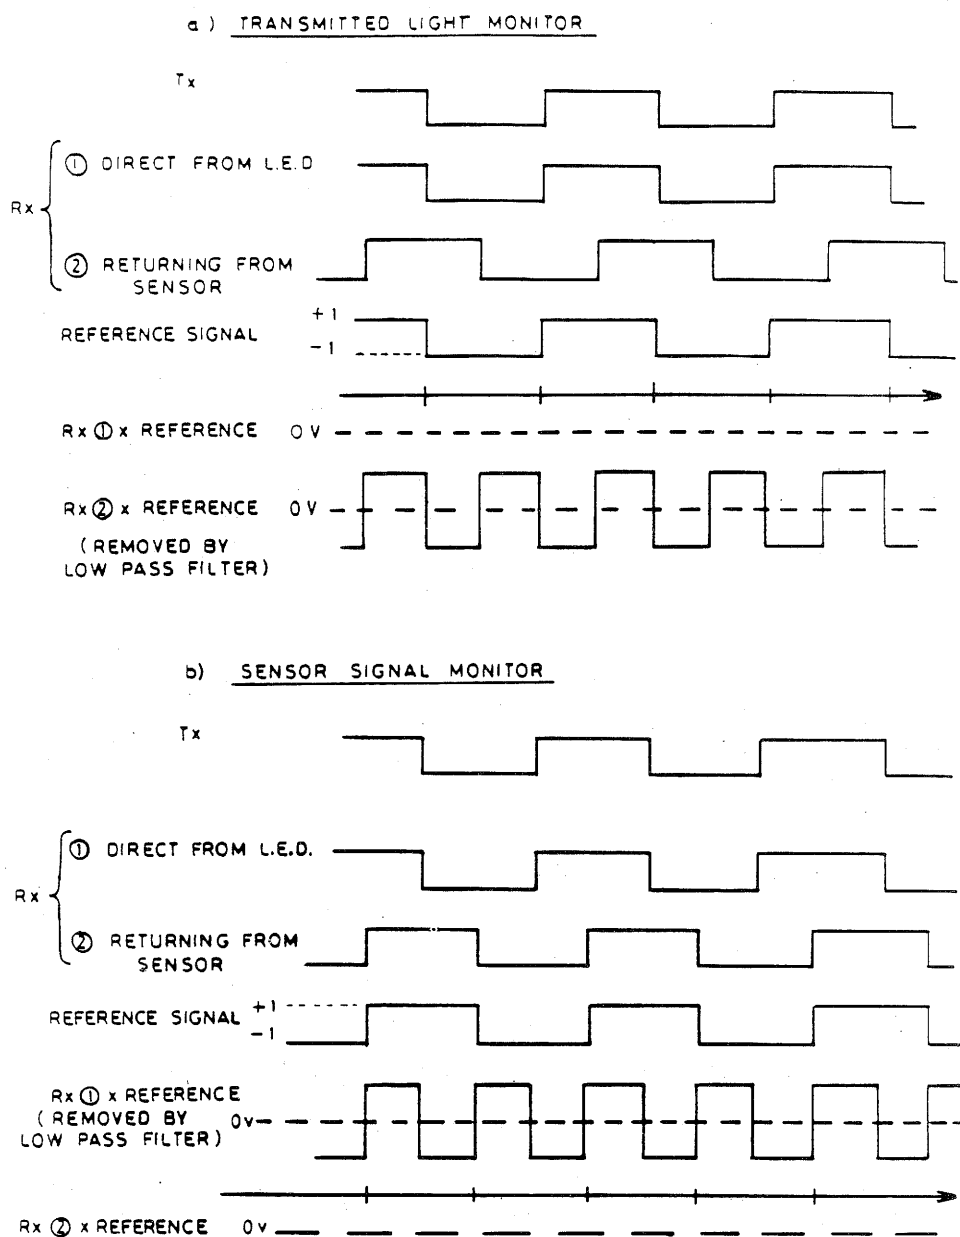 a) TRANSMITTED LIGHT MONITOR
Tx
① DIRECT FROM L.E.D
Rx
② RETURNING FROM
SENSOR
+1
REFERENCE SIGNAL
-1
Rx ① x REFERENCE 0V
Rx ② x REFERENCE 0V
(REMOVED BY
LOW PASS FILTER)
b) SENSOR SIGNAL MONITOR
Tx
① DIRECT FROM L.E.D.
Rx
② RETURNING FROM
SENSOR
+1
REFERENCE SIGNAL
-1
Rx ① x REFERENCE
(REMOVED BY 0v
LOW PASS FILTER)
Rx ② x REFERENCE 0v